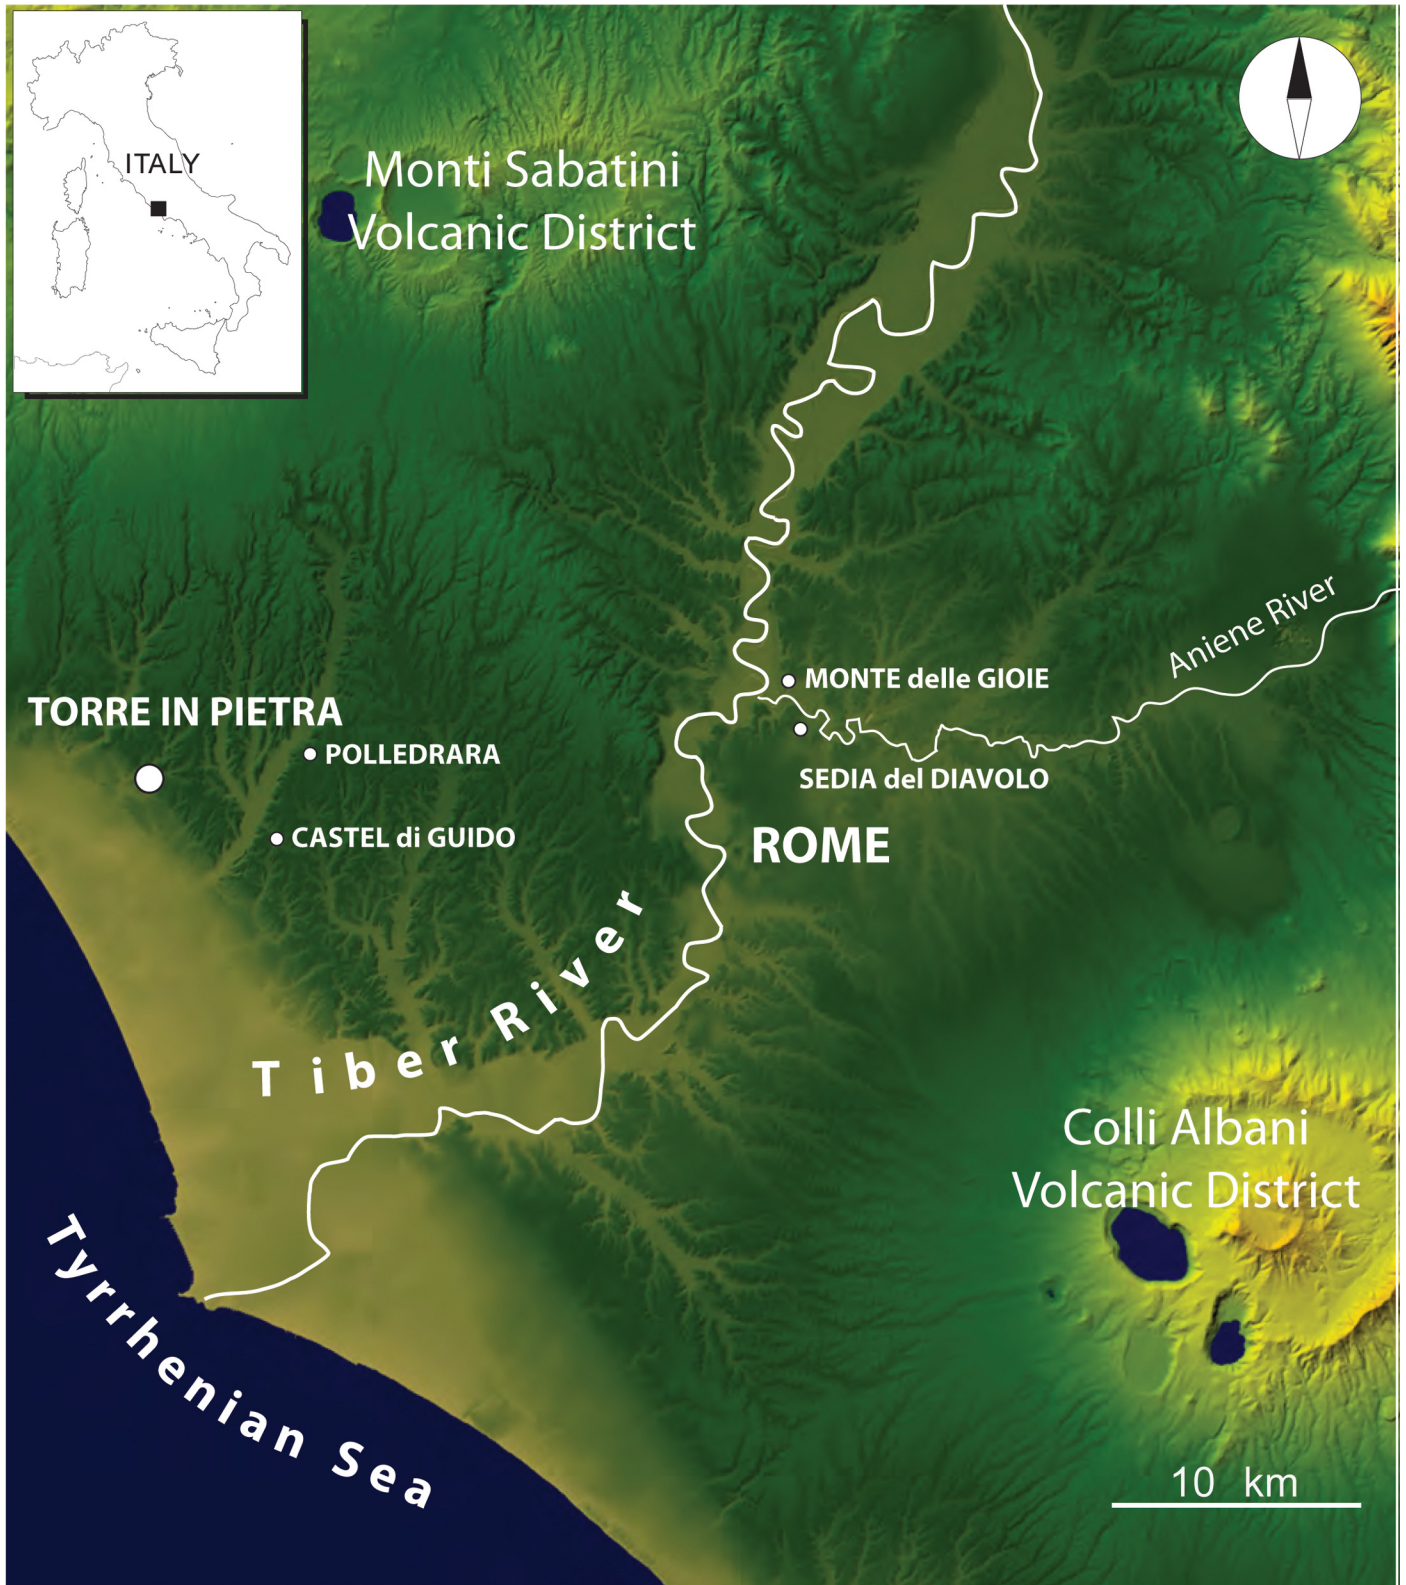 ITALY
Monti Sabatini
Volcanic District
Aniene River
MONTE delle GIOIE
TORRE IN PIETRA
POLLEDRARA
SEDIA del DIAVOLO
CASTEL di GUIDO
ROME
Tiber River
Colli Albani
Volcanic District
Tyrrhenian Sea
10 km